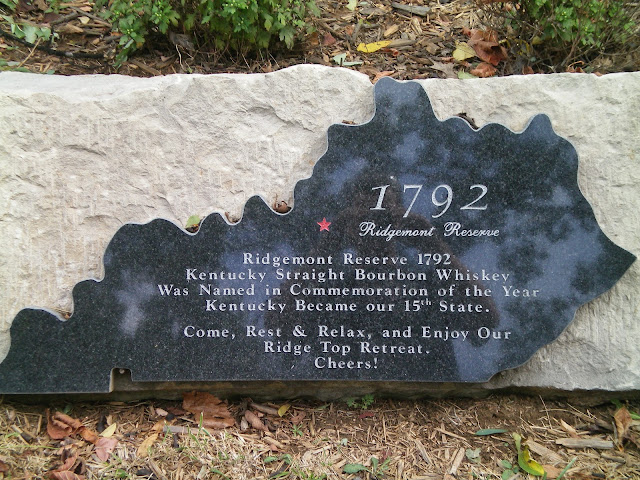 1792
Ridgemont Reserve
Ridgemont Reserve 1792
Kentucky Straight Bourbon Whiskey
Was Named in Commemoration of the Year
Kentucky Became our 15th State.
Come, Rest & Relax, and Enjoy Our
Ridge Top Retreat.
Cheers!